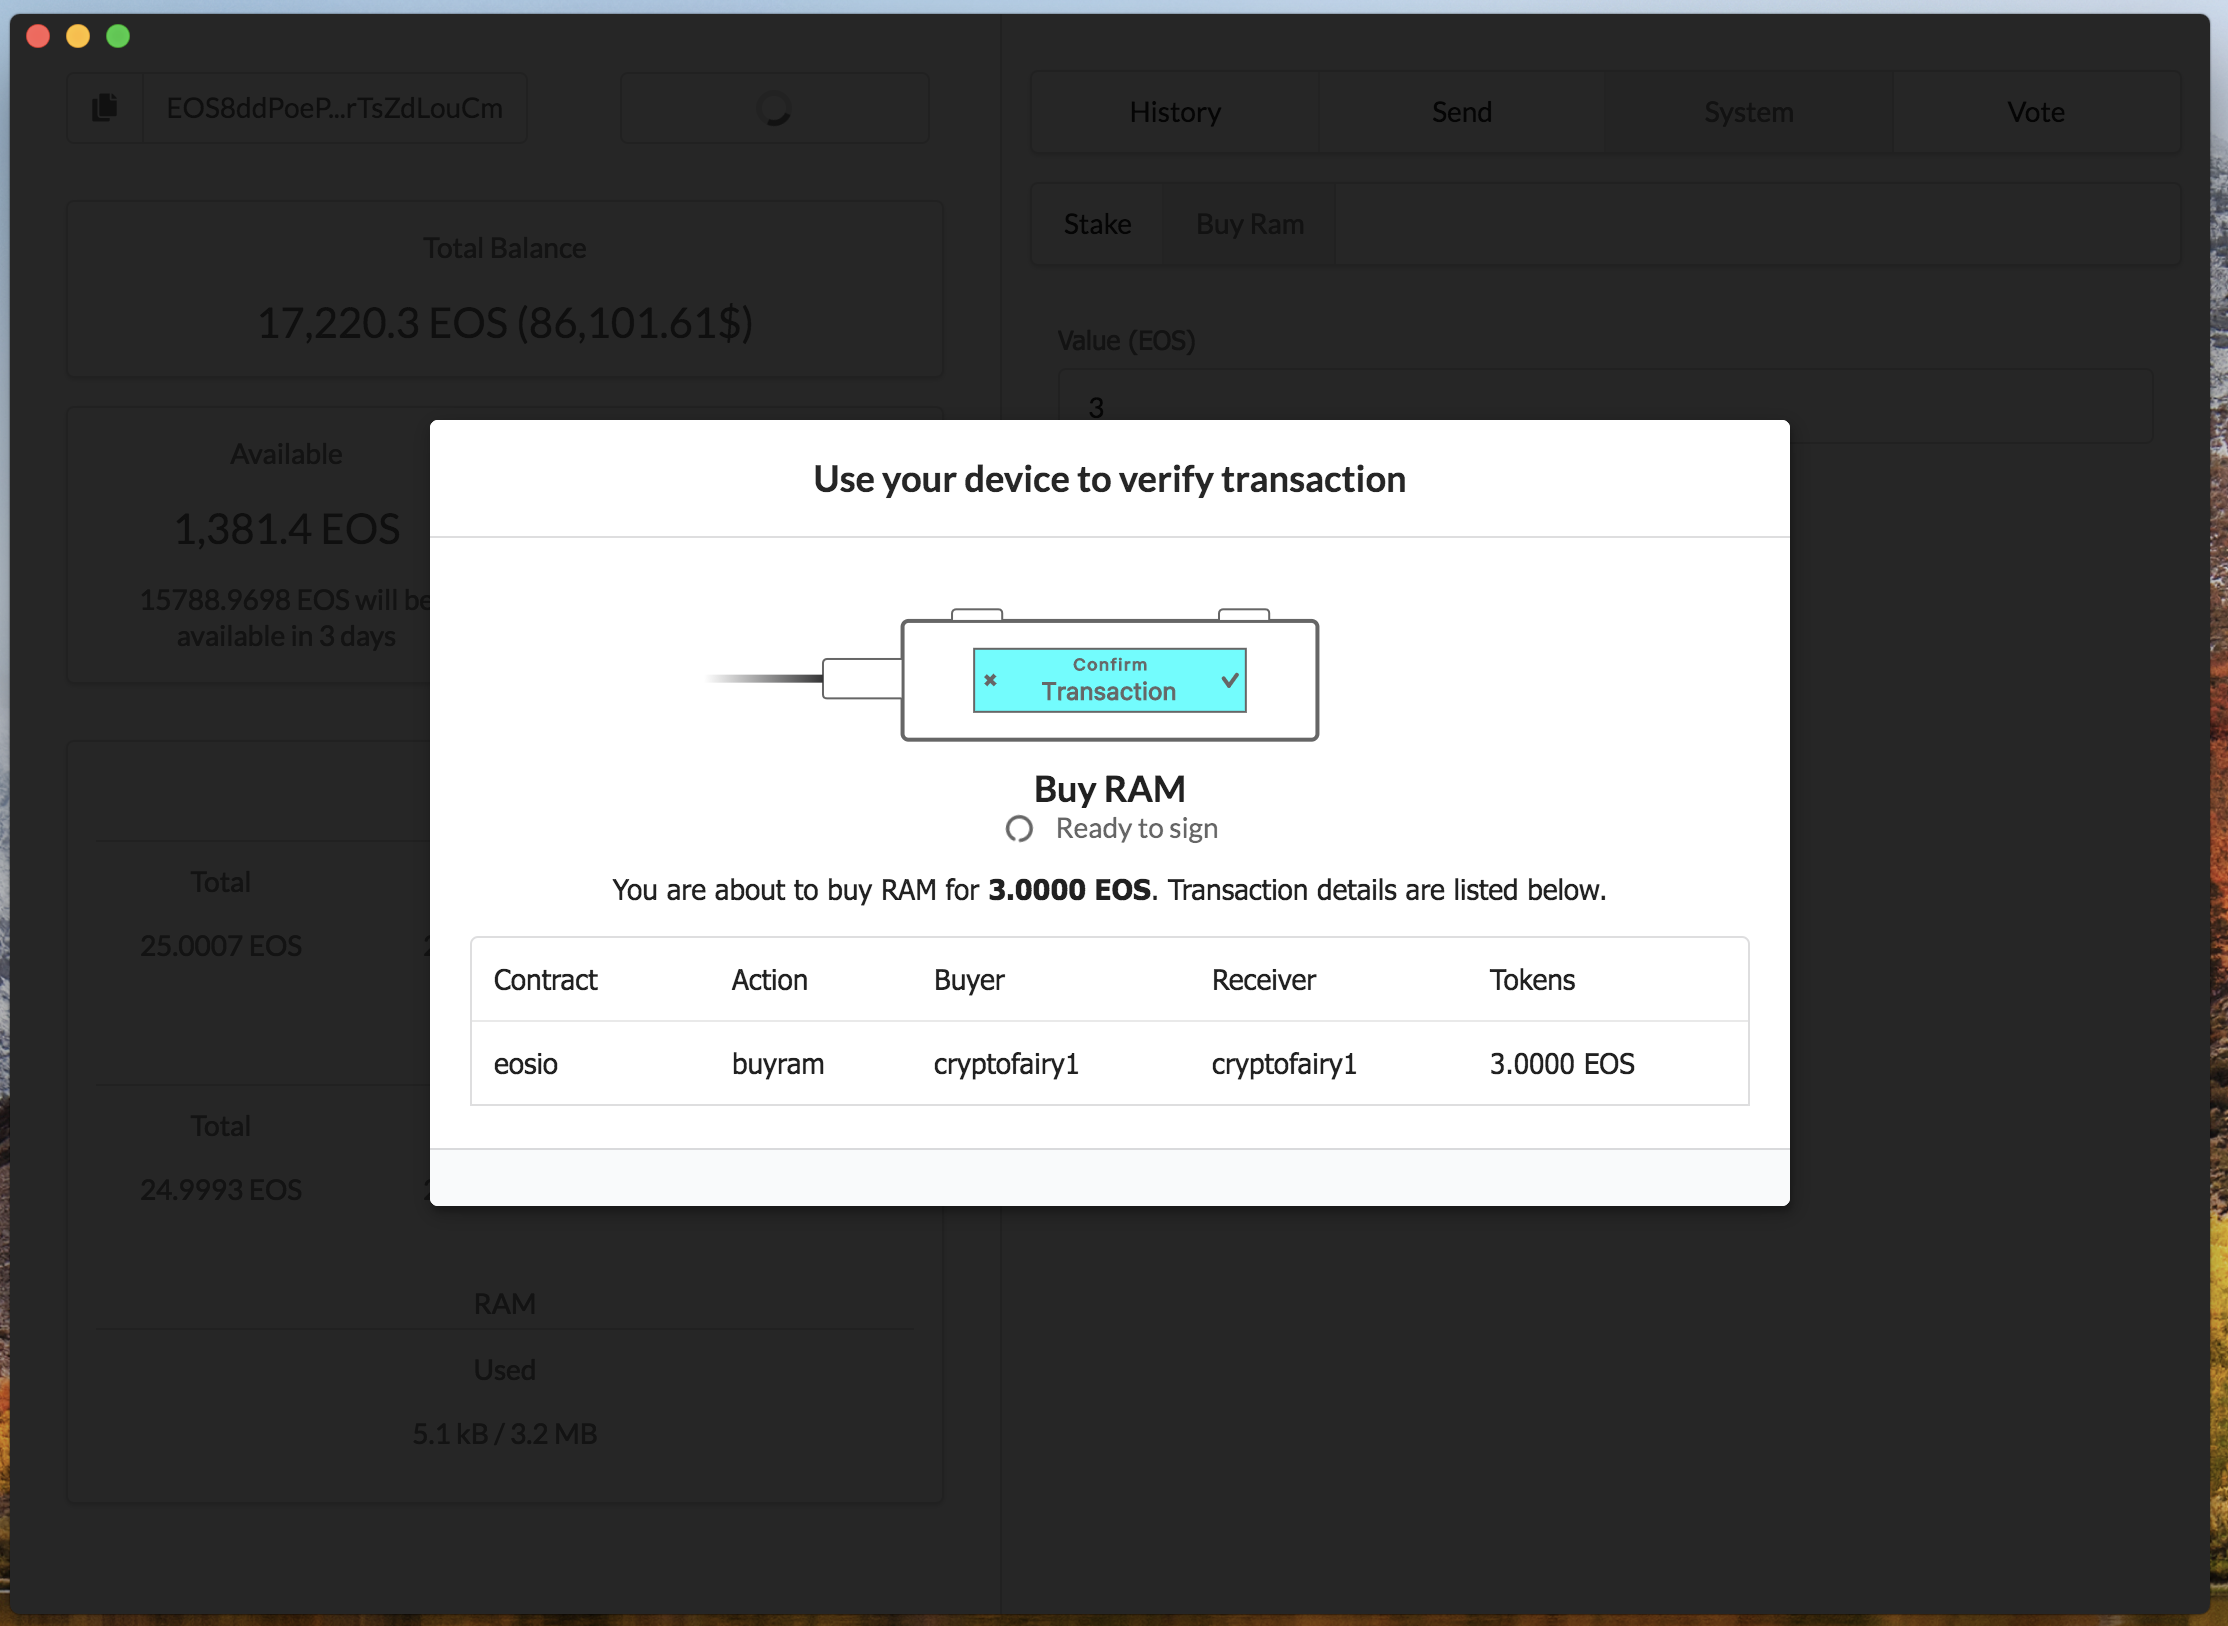 EOS8ddPoeP...rTsZdLouCm
History Send System Vote
Stake Buy Ram
Total Balance
17,220.3 EOS (86,101.61$)
Value (EOS)
3
Available
1,381.4 EOS
15788.9698 EOS will be
available in 3 days
Use your device to verify transaction
Confirm
Transaction
Buy RAM
Ready to sign
You are about to buy RAM for 3.0000 EOS. Transaction details are listed below.
Contract Action Buyer Receiver Tokens
eosio buyram cryptofairy1 cryptofairy1 3.0000 EOS
Total
25.0007 EOS
Total
24.9993 EOS
RAM
Used
5.1 kB / 3.2 MB